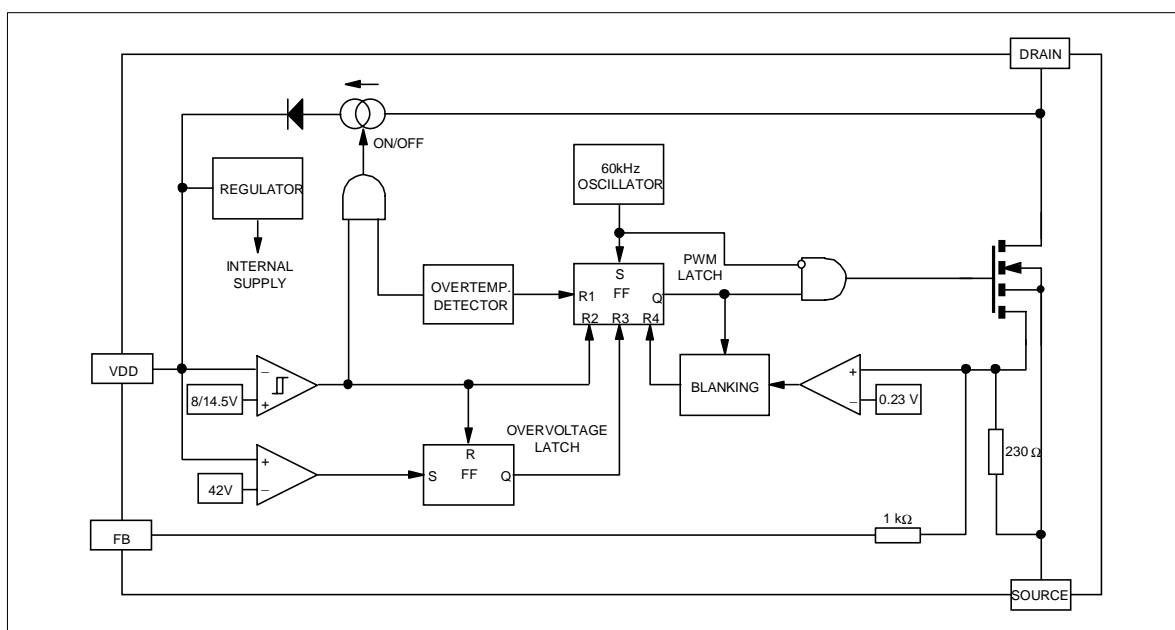 DRAIN
ON/OFF
REGULATOR
INTERNAL
SUPPLY
60kHz
OSCILLATOR
PWM
LATCH
S
FF
Q
R1
R2 R3 R4
OVERTEMP.
DETECTOR
VDD
8/14.5V
−
+
BLANKING
+
−
0.23 V
230 Ω
OVERVOLTAGE
LATCH
R
FF
S
Q
+
−
42V
1 kΩ
FB
SOURCE